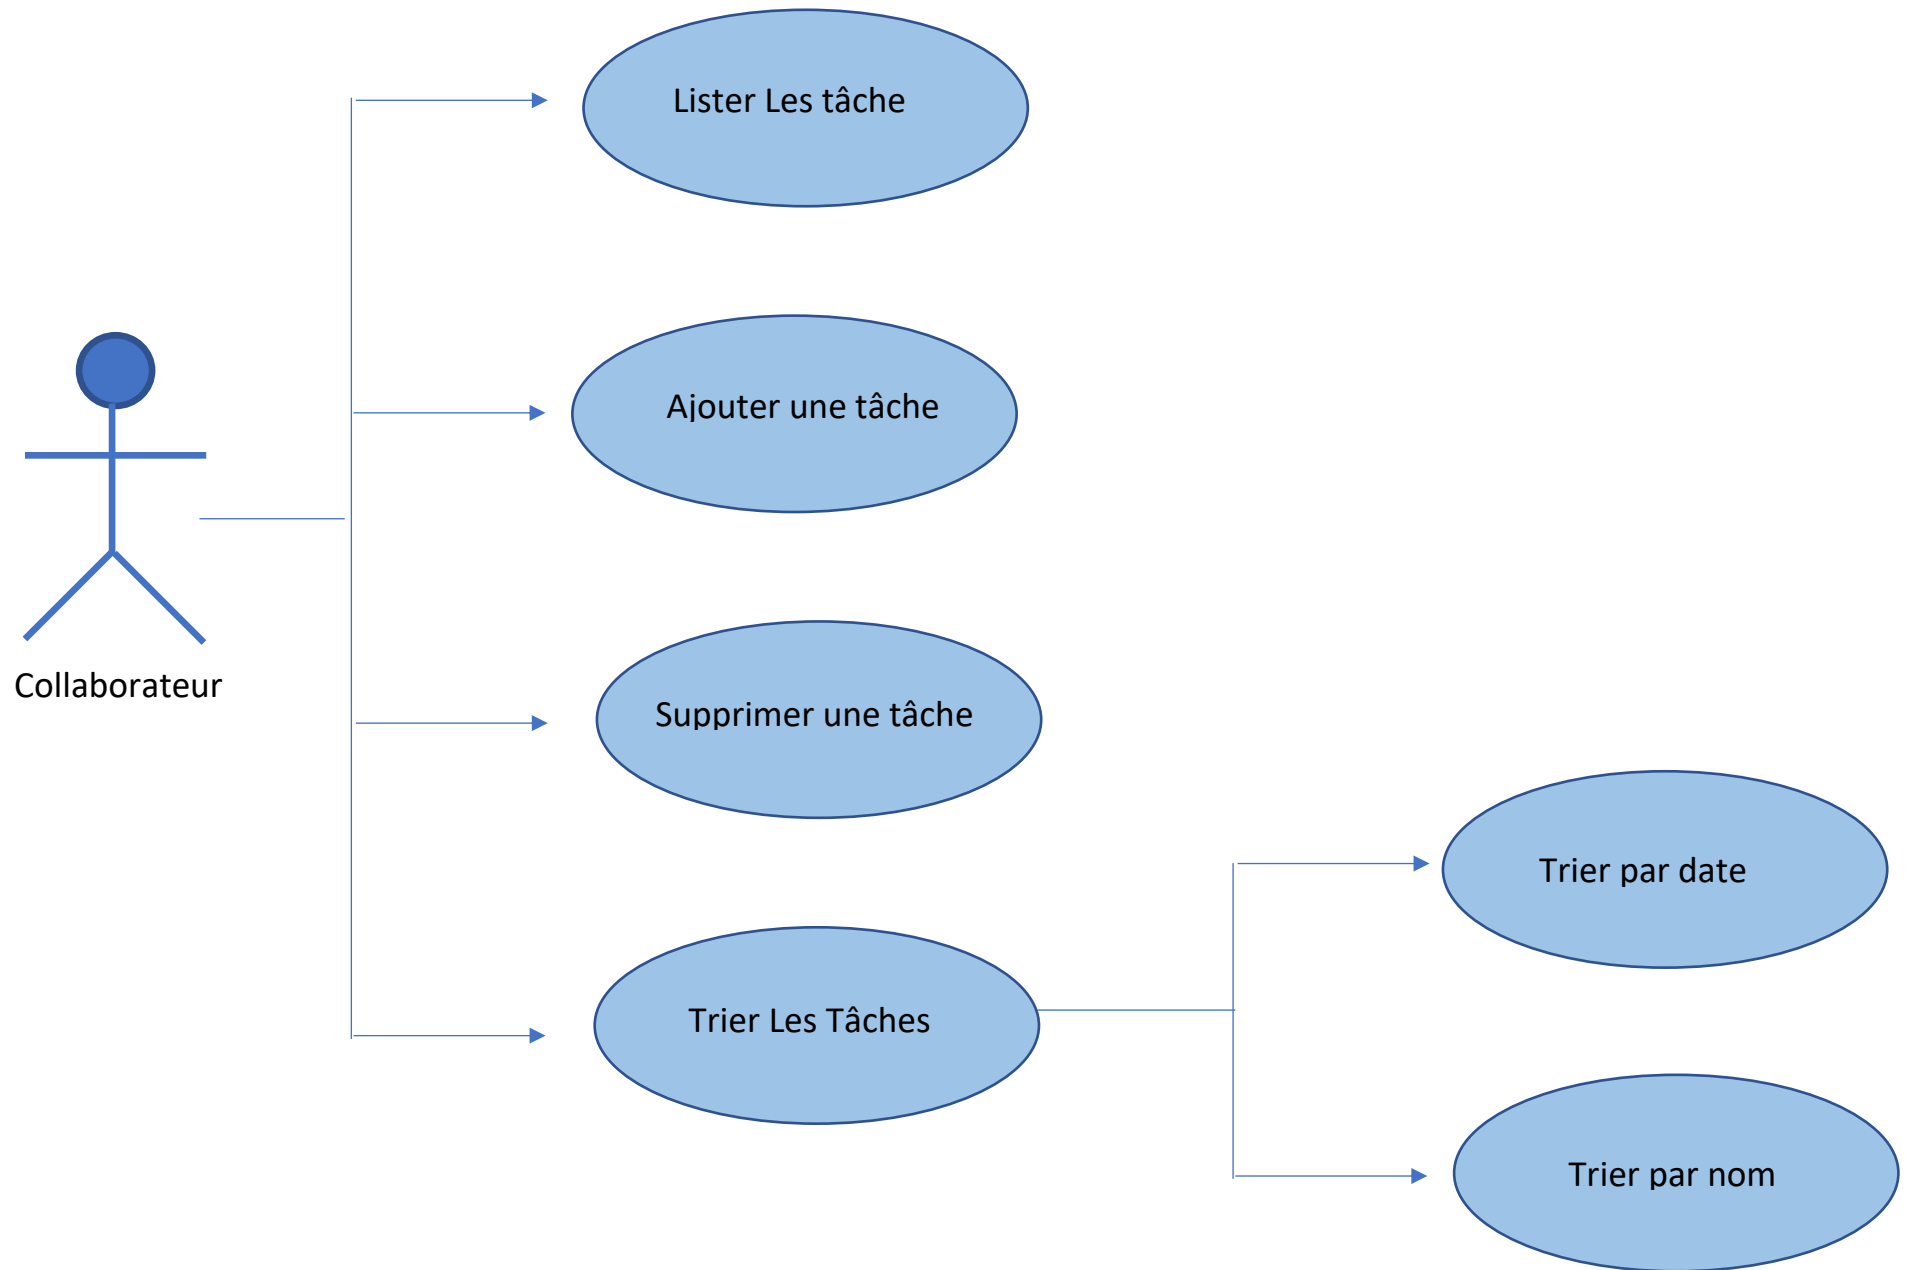 Lister Les tâche
Ajouter une tâche
Collaborateur
Supprimer une tâche
Trier Les Tâches
Trier par date
Trier par nom